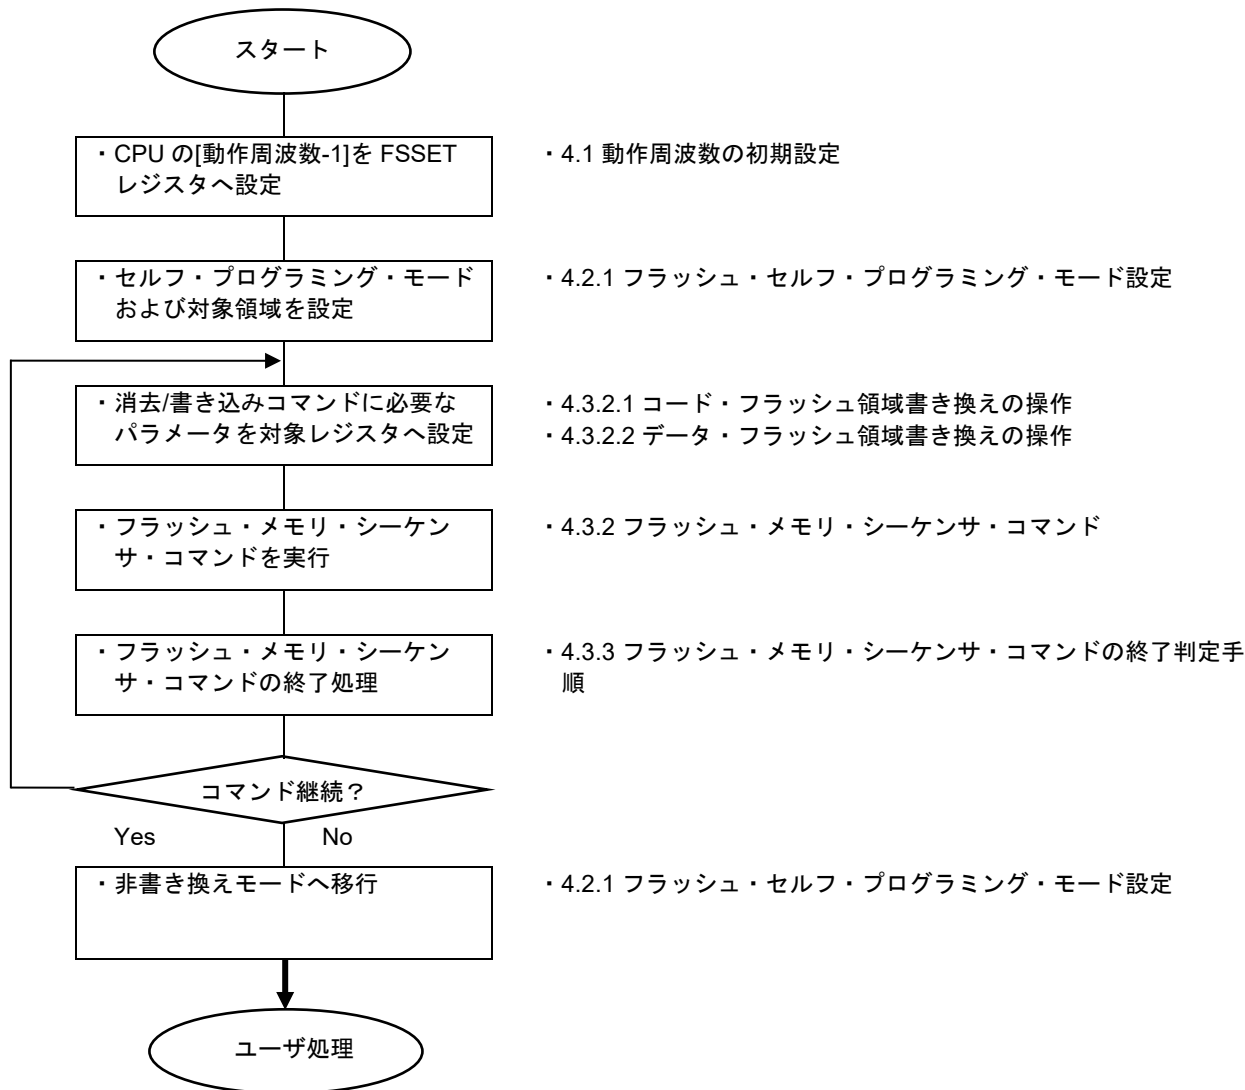 スタート
・CPU の[動作周波数-1]を FSSET
レジスタへ設定
・4.1 動作周波数の初期設定
・セルフ・プログラミング・モード
および対象領域を設定
・4.2.1 フラッシュ・セルフ・プログラミング・モード設定
・消去/書き込みコマンドに必要な
パラメータを対象レジスタへ設定
・4.3.2.1 コード・フラッシュ領域書き換えの操作
・4.3.2.2 データ・フラッシュ領域書き換えの操作
・フラッシュ・メモリ・シーケン
サ・コマンドを実行
・4.3.2 フラッシュ・メモリ・シーケンサ・コマンド
・フラッシュ・メモリ・シーケン
サ・コマンドの終了処理
・4.3.3 フラッシュ・メモリ・シーケンサ・コマンドの終了判定手
順
コマンド継続？
Yes
No
・非書き換えモードへ移行
・4.2.1 フラッシュ・セルフ・プログラミング・モード設定
ユーザ処理